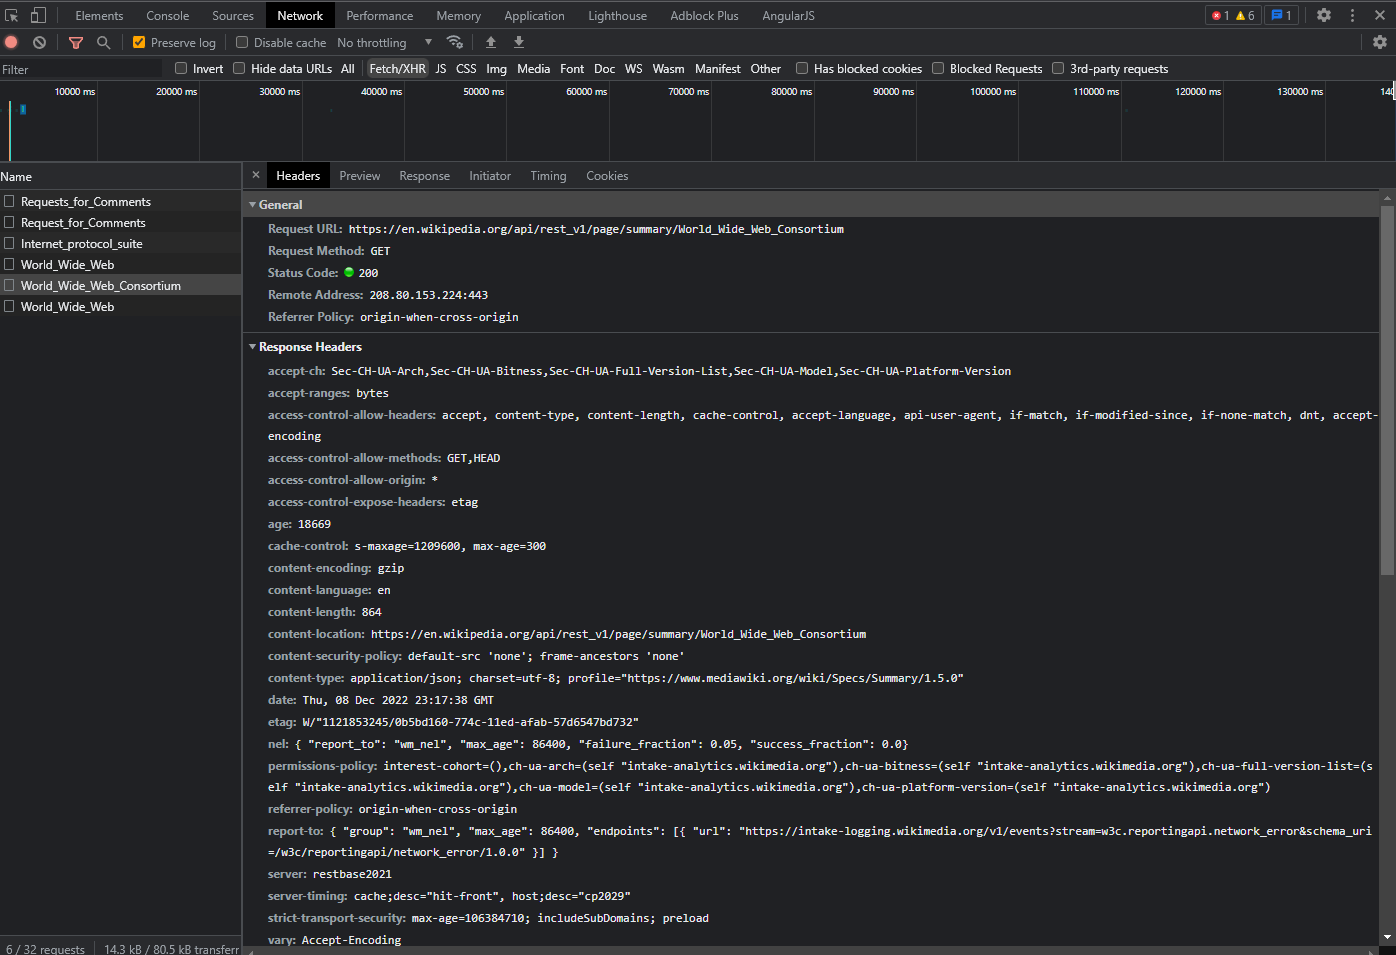 Elements Console Sources Network Performance Memory Application Lighthouse Adblock Plus AngularJS 1 6 1
Preserve log Disable cache No throttling
Filter Invert Hide data URLs All Fetch/XHR JS CSS Img Media Font Doc WS Wasm Manifest Other Has blocked cookies Blocked Requests 3rd-party requests
10000 ms 20000 ms 30000 ms 40000 ms 50000 ms 60000 ms 70000 ms 80000 ms 90000 ms 100000 ms 110000 ms 120000 ms 130000 ms 140
Name
Requests_for_Comments
Request_for_Comments
Internet_protocol_suite
World_Wide_Web
World_Wide_Web_Consortium
World_Wide_Web
6 / 32 requests 14.3 kB / 80.5 kB transferr
Headers Preview Response Initiator Timing Cookies
General
Request URL: https://en.wikipedia.org/api/rest_v1/page/summary/World_Wide_Web_Consortium
Request Method: GET
Status Code: 200
Remote Address: 208.80.153.224:443
Referrer Policy: origin-when-cross-origin
Response Headers
accept-ch: Sec-CH-UA-Arch,Sec-CH-UA-Bitness,Sec-CH-UA-Full-Version-List,Sec-CH-UA-Model,Sec-CH-UA-Platform-Version
accept-ranges: bytes
access-control-allow-headers: accept, content-type, content-length, cache-control, accept-language, api-user-agent, if-match, if-modified-since, if-none-match, dnt, accept-
encoding
access-control-allow-methods: GET,HEAD
access-control-allow-origin: *
access-control-expose-headers: etag
age: 18669
cache-control: s-maxage=1209600, max-age=300
content-encoding: gzip
content-language: en
content-length: 864
content-location: https://en.wikipedia.org/api/rest_v1/page/summary/World_Wide_Web_Consortium
content-security-policy: default-src 'none'; frame-ancestors 'none'
content-type: application/json; charset=utf-8; profile="https://www.mediawiki.org/wiki/Specs/Summary/1.5.0"
date: Thu, 08 Dec 2022 23:17:38 GMT
etag: W/"1121853245/0b5bd160-774c-11ed-afab-57d6547bd732"
nel: { "report_to": "wm_nel", "max_age": 86400, "failure_fraction": 0.05, "success_fraction": 0.0}
permissions-policy: interest-cohort=(),ch-ua-arch=(self "intake-analytics.wikimedia.org"),ch-ua-bitness=(self "intake-analytics.wikimedia.org"),ch-ua-full-version-list=(s
elf "intake-analytics.wikimedia.org"),ch-ua-model=(self "intake-analytics.wikimedia.org"),ch-ua-platform-version=(self "intake-analytics.wikimedia.org")
referrer-policy: origin-when-cross-origin
report-to: { "group": "wm_nel", "max_age": 86400, "endpoints": [{ "url": "https://intake-logging.wikimedia.org/v1/events?stream=w3c.reportingapi.network_error&schema_uri
=/w3c/reportingapi/network_error/1.0.0" }] }
server: restbase2021
server-timing: cache;desc="hit-front", host;desc="cp2029"
strict-transport-security: max-age=106384710; includeSubDomains; preload
vary: Accept-Encoding